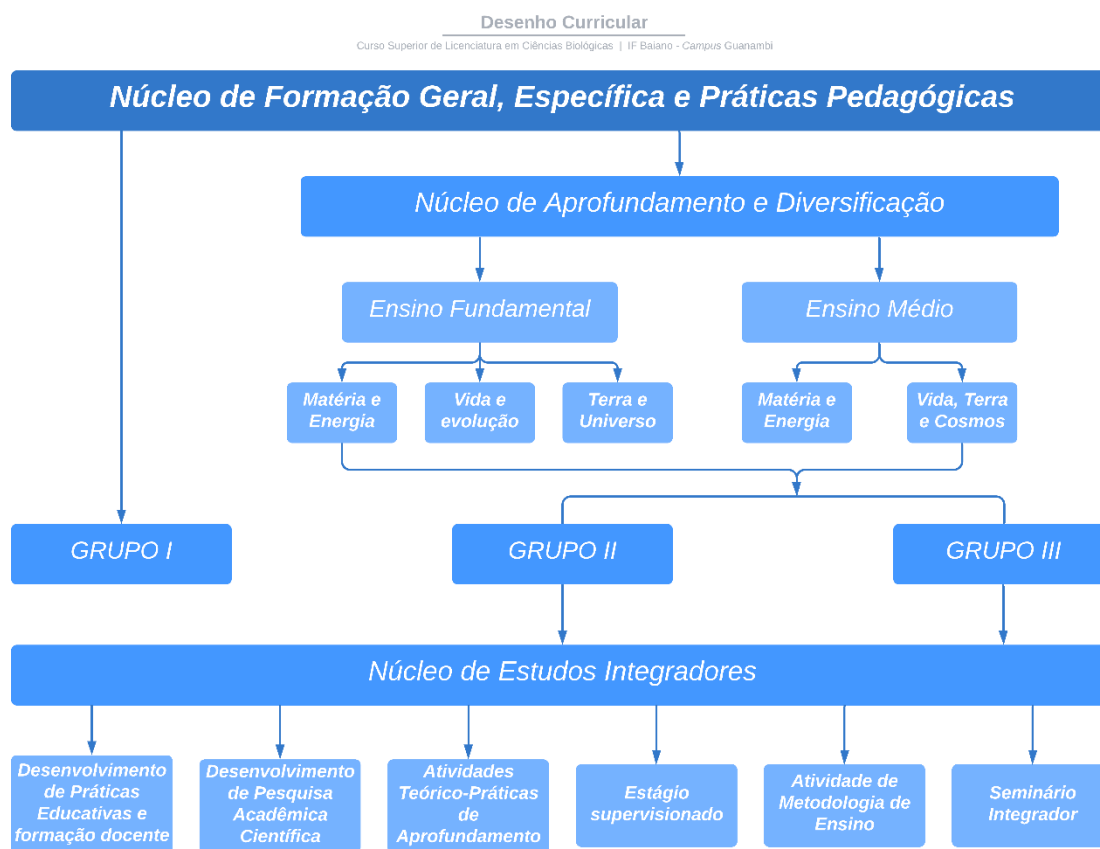 Desenho Curricular
Curso Superior de Licenciatura em Ciências Biológicas | IF Baiano - Campus Guanambi
Núcleo de Formação Geral, Específica e Práticas Pedagógicas
Núcleo de Aprofundamento e Diversificação
Ensino Fundamental
Ensino Médio
Matéria e
Energia
Vida e
evolução
Terra e
Universo
Matéria e
Energia
Vida, Terra
e Cosmos
GRUPO I
GRUPO II
GRUPO III
Núcleo de Estudos Integradores
Desenvolvimento
de Práticas
Educativas e
formação docente
Desenvolvimento
de Pesquisa
Acadêmica
Científica
Atividades
Teórico-Práticas
de
Aprofundamento
Estágio
supervisionado
Atividade de
Metodologia de
Ensino
Seminário
Integrador